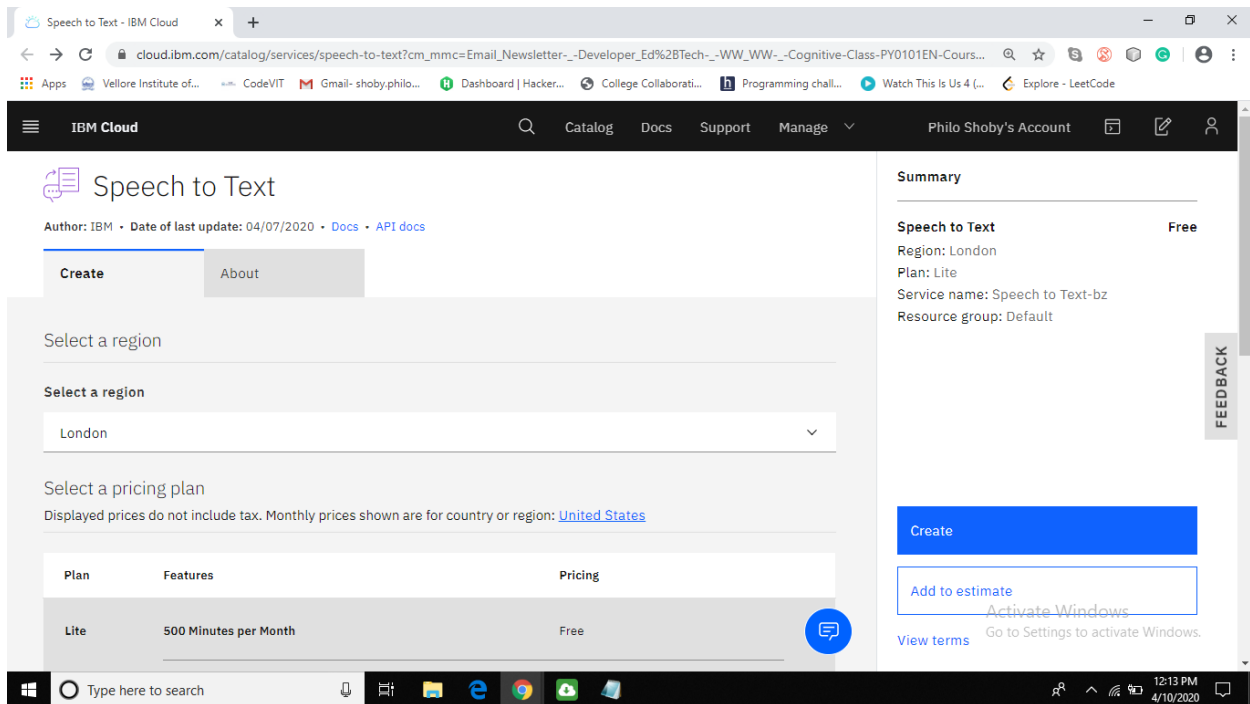 Speech to Text - IBM Cloud
cloud.ibm.com/catalog/services/speech-to-text?cm_mmc=Email_Newsletter-_-Developer_Ed%2BTech-_-WW_WW-_-Cognitive-Class-PY0101EN-Cours...
Apps Vellore Institute of... CodeVIT Gmail- shoby.philo... Dashboard | Hacker... College Collaborati... Programming chall... Watch This Is Us 4 (... Explore - LeetCode
IBM Cloud Catalog Docs Support Manage Philo Shoby's Account
Speech to Text
Author: IBM • Date of last update: 04/07/2020 • Docs • API docs
Create About
Select a region
Select a region
London
Select a pricing plan
Displayed prices do not include tax. Monthly prices shown are for country or region: United States
Plan Features Pricing
Lite 500 Minutes per Month Free
Summary
Speech to Text Free
Region: London
Plan: Lite
Service name: Speech to Text-bz
Resource group: Default
FEEDBACK
Create
Add to estimate
Activate Windows
Go to Settings to activate Windows.
View terms
Type here to search
12:13 PM
4/10/2020